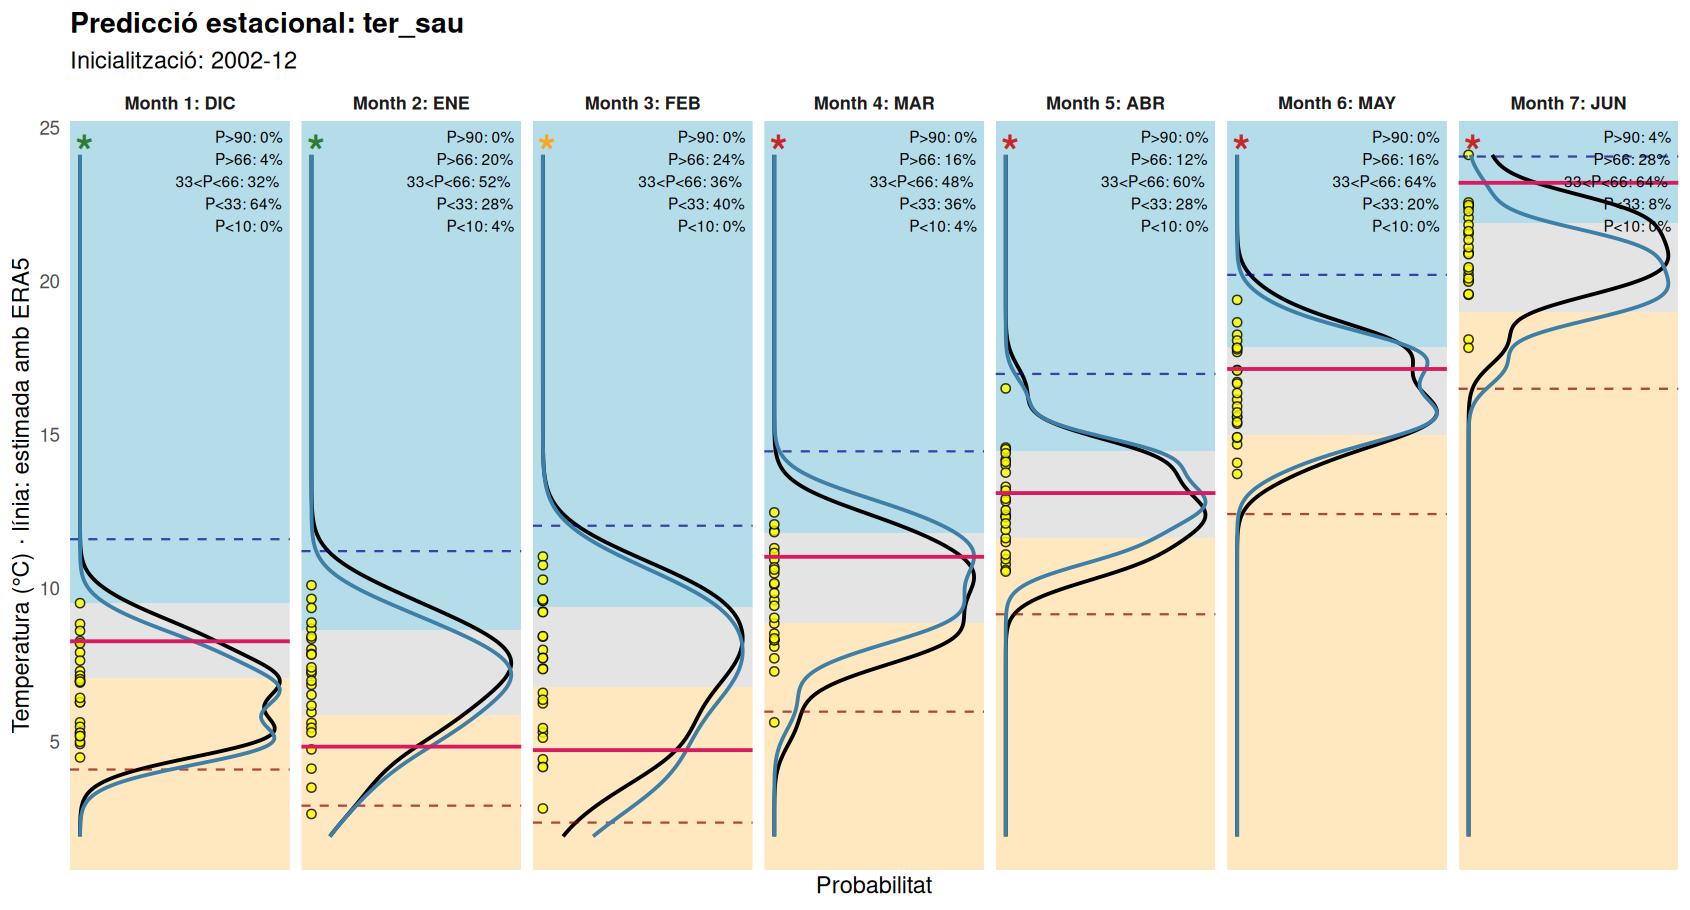 Predicció estacional: ter_sau
Inicialització: 2002-12
Month 1: DIC
Month 2: ENE
Month 3: FEB
Month 4: MAR
Month 5: ABR
Month 6: MAY
Month 7: JUN
Temperatura (°C) · línia: estimada amb ERA5
25
20
15
10
5
*
P>90: 0%
P>66: 4%
33<P<66: 32%
P<33: 64%
P<10: 0%
*
P>90: 0%
P>66: 20%
33<P<66: 52%
P<33: 28%
P<10: 4%
*
P>90: 0%
P>66: 24%
33<P<66: 36%
P<33: 40%
P<10: 0%
*
P>90: 0%
P>66: 16%
33<P<66: 48%
P<33: 36%
P<10: 4%
*
P>90: 0%
P>66: 12%
33<P<66: 60%
P<33: 28%
P<10: 0%
*
P>90: 0%
P>66: 16%
33<P<66: 64%
P<33: 20%
P<10: 0%
*
P>90: 4%
P>66: 28%
33<P<66: 64%
P<33: 8%
P<10: 0%
Probabilitat